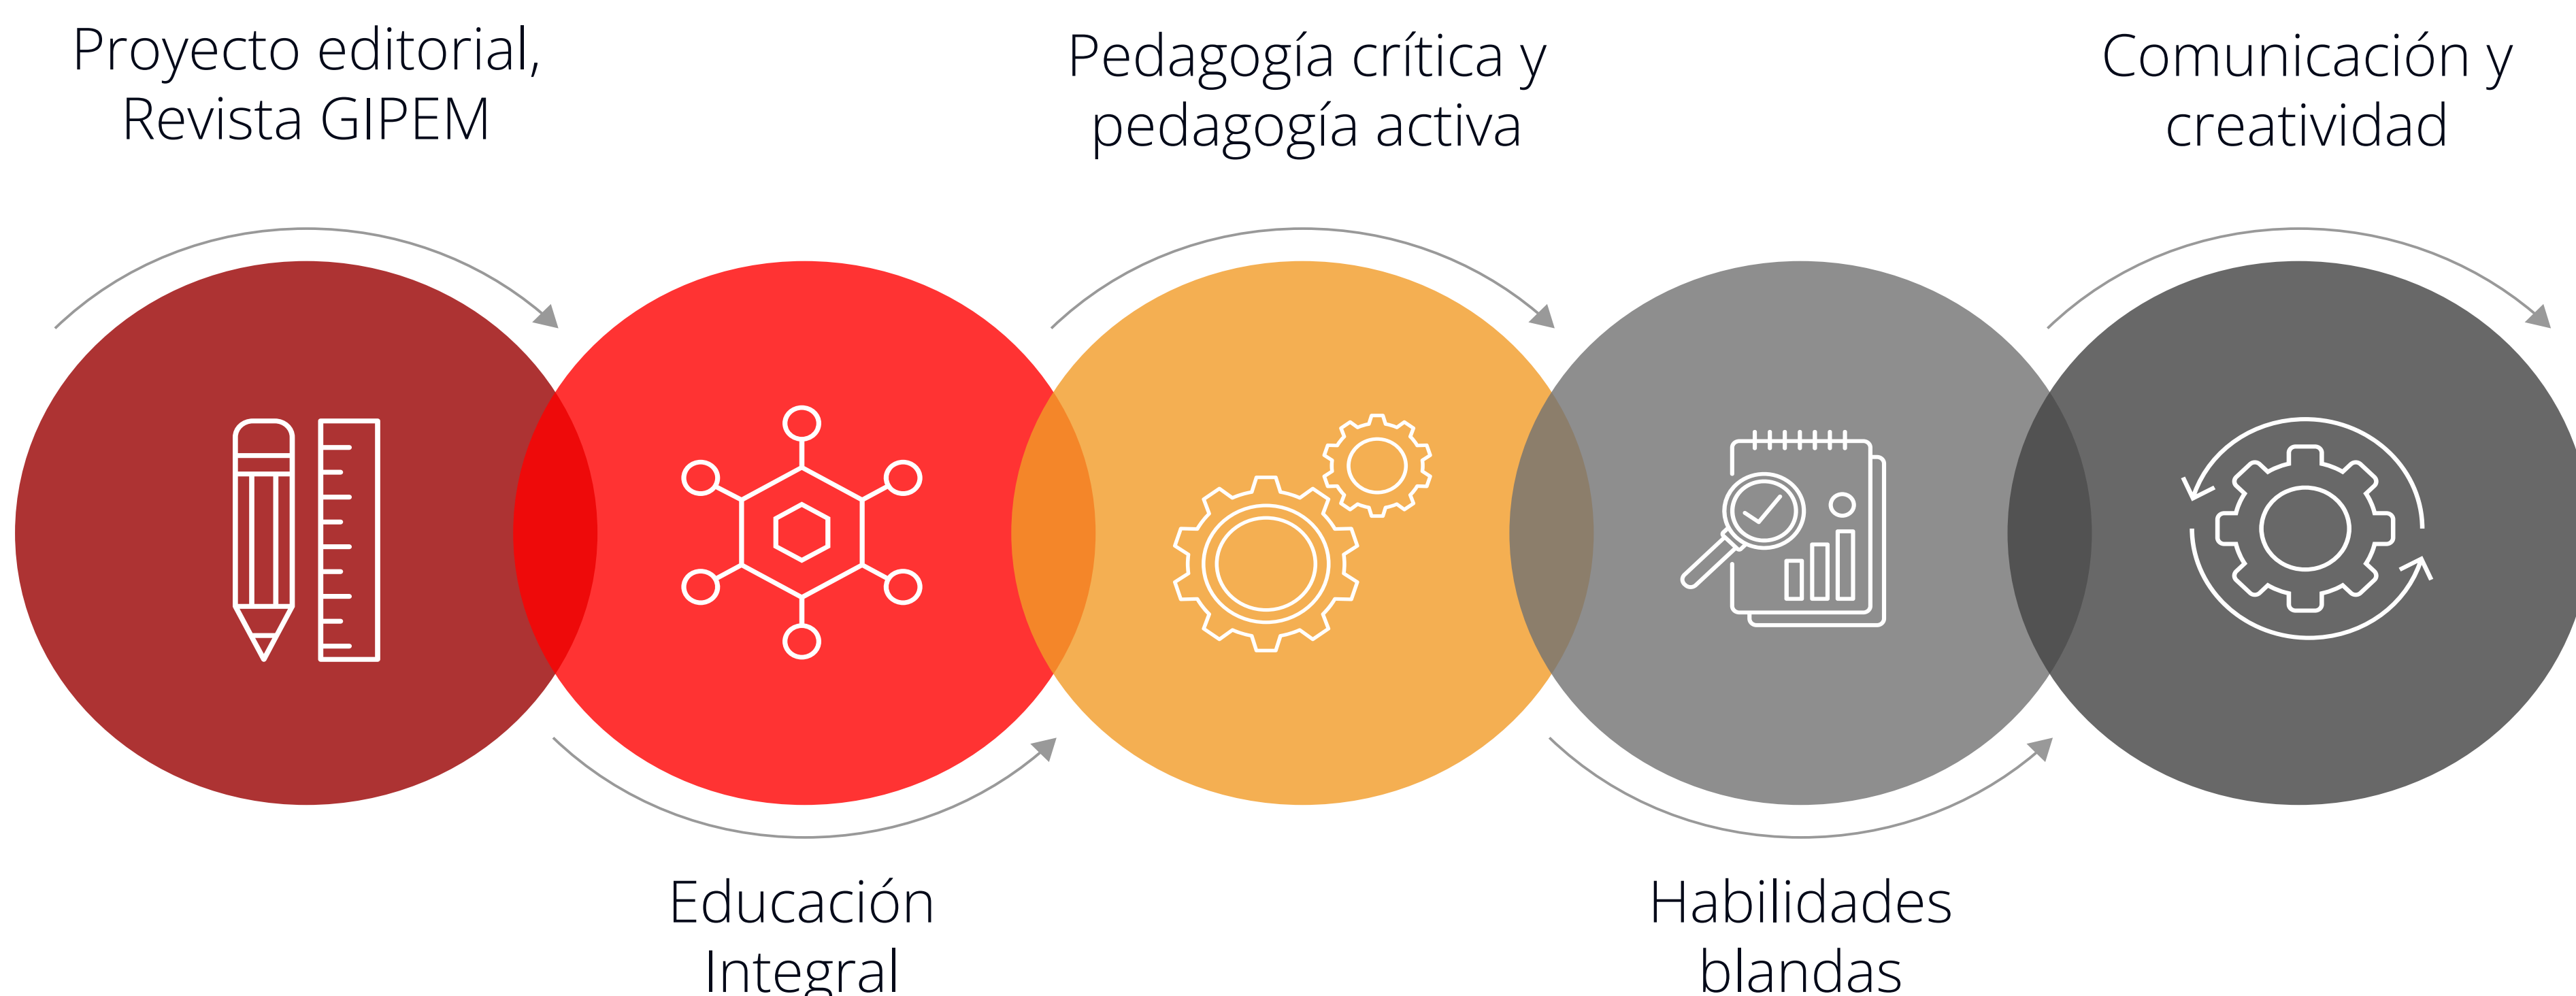 Proyecto editorial,
Revista GIPEM
Educación
Integral
Pedagogía crítica y
pedagogía activa
Habilidades
blandas
Comunicación y
creatividad